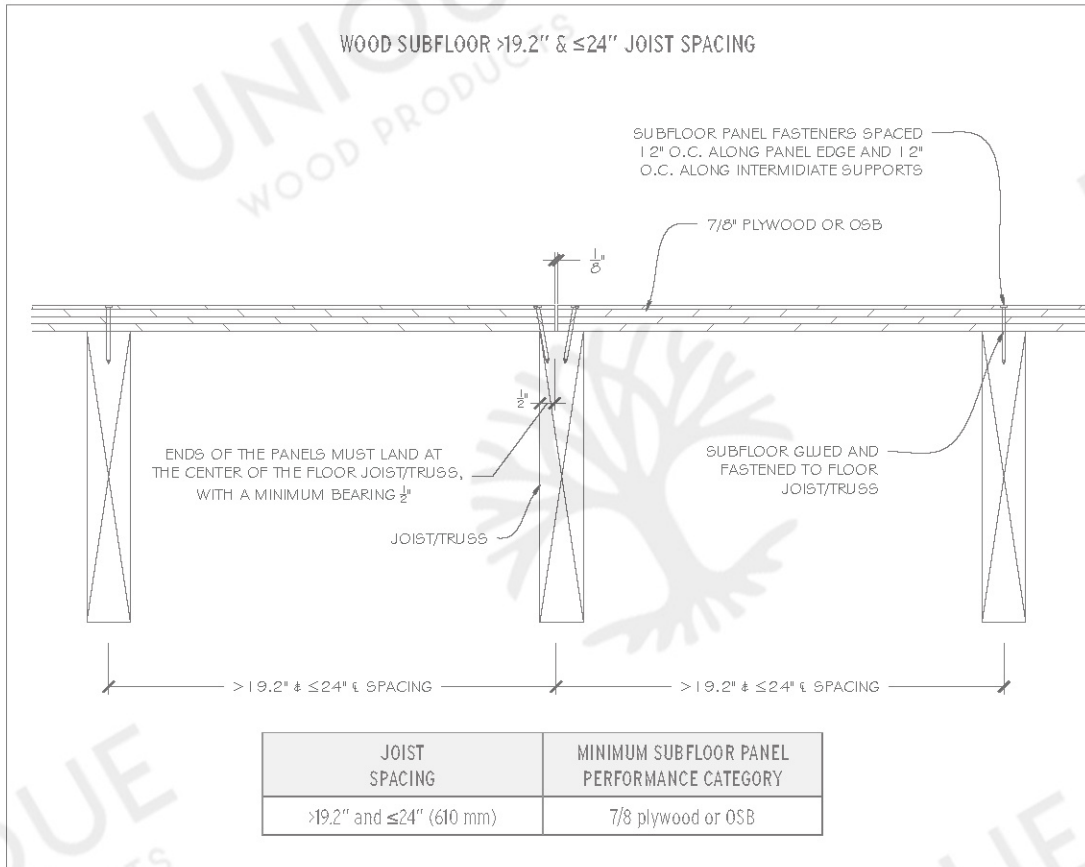 WOOD SUBFLOOR >19.2" & ≤24" JOIST SPACING
SUBFLOOR PANEL FASTENERS SPACED
12" O.C. ALONG PANEL EDGE AND 12"
O.C. ALONG INTERMIDIATE SUPPORTS
7/8" PLYWOOD OR OSB
1/8"
1/2"
ENDS OF THE PANELS MUST LAND AT
THE CENTER OF THE FLOOR JOIST/TRUSS,
WITH A MINIMUM BEARING 1/2"
JOIST/TRUSS
SUBFLOOR GLUED AND
FASTENED TO FLOOR
JOIST/TRUSS
>19.2" & ≤24" ℄ SPACING
>19.2" & ≤24" ℄ SPACING
JOIST
SPACING
MINIMUM SUBFLOOR PANEL
PERFORMANCE CATEGORY
>19.2" and ≤24" (610 mm)
7/8 plywood or OSB
UNIQUE
WOOD PRODUCTS